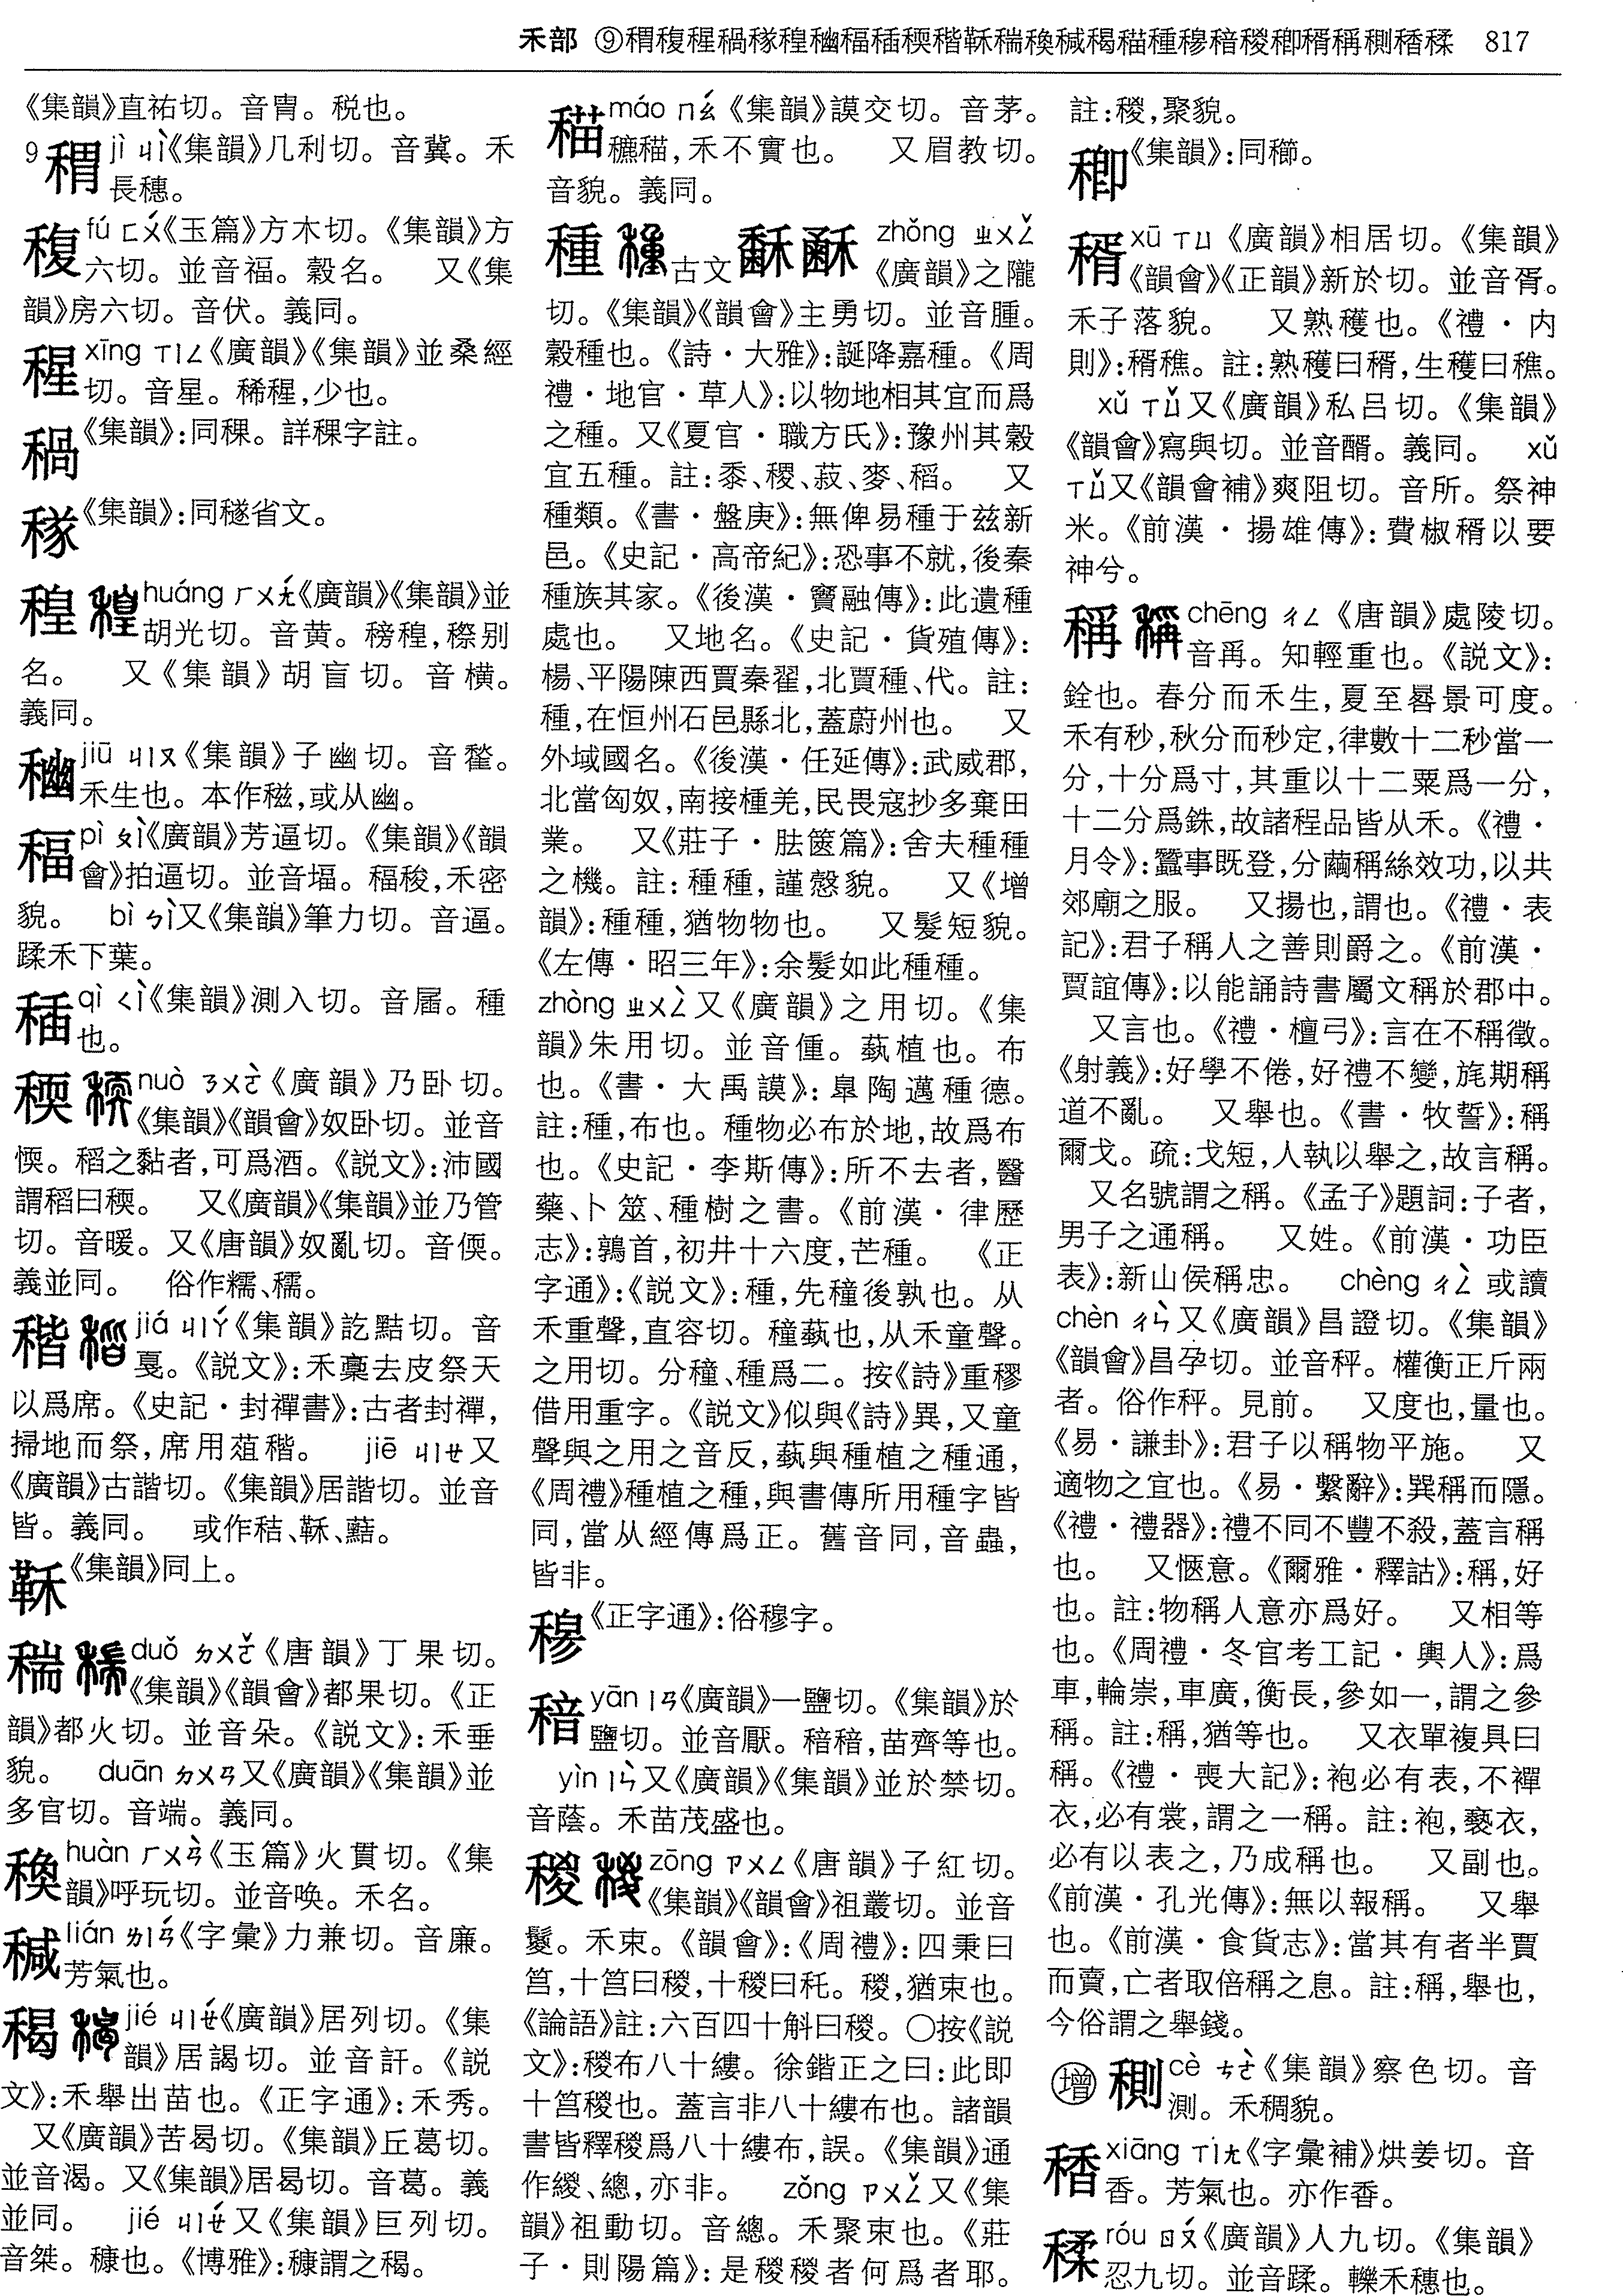 禾部 ⑨䅈稪䅣䅐䅜䅣䅖稫䅞稬稭䅥稯稰稱 817
《集韻》直祐切。音冑。税也。
jì ㄐㄧˋ《集韻》几利切。音冀。禾
長穗。
稪 fú ㄈㄨˊ《玉篇》方木切。《集韻》方
六切。並音福。穀名。　又《集
韻》房六切。音伏。義同。
xīng ㄒㄧㄥ《廣韻》《集韻》並桑經
切。音星。稀䅣,少也。
《集韻》:同稞。詳稞字註。
《集韻》:同穟省文。
huáng ㄏㄨㄤˊ《廣韻》《集韻》並
胡光切。音黄。䅭䅣,穄别
名。　又《集韻》胡盲切。音横。
義同。
jiū ㄐㄧㄡ《集韻》子幽切。音䆶。
禾生也。本作䅆,或从幽。
稫 pì ㄆㄧˋ《廣韻》芳逼切。《集韻》《韻
會》拍逼切。並音堛。稫稄,禾密
貌。　bì ㄅㄧˋ又《集韻》筆力切。音逼。
蹂禾下葉。
qì ㄑㄧˋ《集韻》測入切。音届。種
也。
稬 nuò ㄋㄨㄛˋ《廣韻》乃卧切。
《集韻》《韻會》奴卧切。並音
愞。稻之黏者,可爲酒。《説文》:沛國
謂稻曰稬。　又《廣韻》《集韻》並乃管
切。音暖。又《唐韻》奴亂切。音偄。
義並同。　俗作糯、穤。
稭 jiá ㄐㄧㄚˊ《集韻》訖黠切。音
戛。《説文》:禾稾去皮祭天
以爲席。《史記·封禪書》:古者封禪,
掃地而祭,席用葅稭。　jiē ㄐㄧㄝ又
《廣韻》古諧切。《集韻》居諧切。並音
皆。義同。　或作秸、鞂、藍。
鞂 《集韻》同上。
duǒ ㄉㄨㄛˇ《唐韻》丁果切。
《集韻》《韻會》都果切。《正
韻》都火切。並音朵。《説文》:禾垂
貌。　duān ㄉㄨㄢ又《廣韻》《集韻》並
多官切。音端。義同。
huàn ㄏㄨㄢˋ《玉篇》火貫切。《集
韻》呼玩切。並音唤。禾名。
lián ㄌㄧㄢˊ《字彙》力兼切。音廉。
芳氣也。
jié ㄐㄧㄝˊ《廣韻》居列切。《集
韻》居謁切。並音訐。《説
文》:禾舉出苗也。《正字通》:禾秀。
又《廣韻》苦曷切。《集韻》丘葛切。
並音渴。又《集韻》居曷切。音葛。義
並同。　jié ㄐㄧㄝˊ又《集韻》巨列切。
音桀。穅也。《博雅》:穅謂之䅥。
máo ㄇㄠˊ《集韻》謨交切。音茅。
穮䅦,禾不實也。　又眉教切。
音貌。義同。
種 古文 zhǒng ㄓㄨㄥˇ
《廣韻》之隴
切。《集韻》《韻會》主勇切。並音腫。
穀種也。《詩·大雅》:誕降嘉種。《周
禮·地官·草人》:以物地相其宜而爲
之種。又《夏官·職方氏》:豫州其穀
宜五種。註:黍、稷、菽、麥、稻。　又
種類。《書·盤庚》:無俾易種于兹新
邑。《史記·高帝紀》:恐事不就,後秦
種族其家。《後漢·竇融傳》:此遺種
處也。　又地名。《史記·貨殖傳》:
楊、平陽陳西賈秦翟,北賈種、代。註:
種,在恒州石邑縣北,蓋蔚州也。　又
外域國名。《後漢·任延傳》:武威郡,
北當匈奴,南接種羌,民畏寇抄多棄田
業。　又《莊子·胠篋篇》:舍夫種種
之機。註:種種,謹慤貌。　又《增
韻》:種種,猶物物也。　又髮短貌。
《左傳·昭三年》:余髮如此種種。
zhòng ㄓㄨㄥˋ又《廣韻》之用切。《集
韻》朱用切。並音偅。蓺植也。布
也。《書·大禹謨》:皐陶邁種德。
註:種,布也。種物必布於地,故爲布
也。《史記·李斯傳》:所不去者,醫
藥、卜筮、種樹之書。《前漢·律歷
志》:鶉首,初井十六度,芒種。　《正
字通》:《説文》:種,先穜後孰也。从
禾重聲,直容切。穜蓺也,从禾童聲。
之用切。分穜、種爲二。按《詩》重穋
借用重字。《説文》似與《詩》異,又童
聲與之用之音反,蓺與種植之種通,
《周禮》種植之種,與書傳所用種字皆
同,當从經傳爲正。舊音同,音蟲,
皆非。
《正字通》:俗穆字。
yān ㄧㄢ《廣韻》一鹽切。《集韻》於
鹽切。並音厭。䅧䅧,苗齊等也。
yìn ㄧㄣˋ又《廣韻》《集韻》並於禁切。
音蔭。禾苗茂盛也。
稯 zōng ㄗㄨㄥ《唐韻》子紅切。
《集韻》《韻會》祖叢切。並音
鬉。禾束。《韻會》:《周禮》:四秉曰
筥,十筥曰稯,十稯曰秅。稯,猶束也。
《論語》註:六百四十斛曰稯。○按《説
文》:稯布八十縷。徐鍇正之曰:此即
十筥稯也。蓋言非八十縷布也。諸韻
書皆釋稯爲八十縷布,誤。《集韻》通
作緵、總,亦非。　zǒng ㄗㄨㄥˇ又《集
韻》祖動切。音總。禾聚束也。《莊
子·則陽篇》:是稯稯者何爲者耶。
註:稯,聚貌。
《集韻》:同櫛。
稰 xū ㄒㄩ《廣韻》相居切。《集韻》
《韻會》《正韻》新於切。並音胥。
禾子落貌。　又熟穫也。《禮·内
則》:稰穛。註:熟穫曰稰,生穫曰穛。
xǔ ㄒㄩˇ又《廣韻》私吕切。《集韻》
《韻會》寫與切。並音醑。義同。　xǔ
ㄒㄩˇ又《韻會補》爽阻切。音所。祭神
米。《前漢·揚雄傳》:費椒稰以要
神兮。
稱 chēng ㄔㄥ《唐韻》處陵切。
音爯。知輕重也。《説文》:
銓也。春分而禾生,夏至晷景可度。
禾有秒,秋分而秒定,律數十二秒當一
分,十分爲寸,其重以十二粟爲一分,
十二分爲銖,故諸程品皆从禾。《禮·
月令》:蠶事既登,分繭稱絲效功,以共
郊廟之服。　又揚也,謂也。《禮·表
記》:君子稱人之善則爵之。《前漢·
賈誼傳》:以能誦詩書屬文稱於郡中。
又言也。《禮·檀弓》:言在不稱徵。
《射義》:好學不倦,好禮不變,旄期稱
道不亂。　又舉也。《書·牧誓》:稱
爾戈。疏:戈短,人執以舉之,故言稱。
又名號謂之稱。《孟子》題詞:子者,
男子之通稱。　又姓。《前漢·功臣
表》:新山侯稱忠。　chèng ㄔㄥˋ 或讀
chèn ㄔㄣˋ又《廣韻》昌證切。《集韻》
《韻會》昌孕切。並音秤。權衡正斤兩
者。俗作秤。見前。　又度也,量也。
《易·謙卦》:君子以稱物平施。　又
適物之宜也。《易·繫辭》:巽稱而隱。
《禮·禮器》:禮不同不豐不殺,蓋言稱
也。　又愜意。《爾雅·釋詁》:稱,好
也。註:物稱人意亦爲好。　又相等
也。《周禮·冬官考工記·輿人》:爲
車,輪崇,車廣,衡長,參如一,謂之參
稱。註:稱,猶等也。　又衣單複具曰
稱。《禮·喪大記》:袍必有表,不襌
衣,必有裳,謂之一稱。註:袍,褻衣,
必有以表之,乃成稱也。　又副也。
《前漢·孔光傳》:無以報稱。　又舉
也。《前漢·食貨志》:當其有者半賈
而賣,亡者取倍稱之息。註:稱,舉也,
今俗謂之舉錢。
增 cè ㄘㄜˋ《集韻》察色切。音
測。禾稠貌。
xiāng ㄒㄧㄤ《字彙補》烘姜切。音
香。芳氣也。亦作香。
róu ㄖㄡˊ《廣韻》人九切。《集韻》
忍九切。並音蹂。轢禾穗也。